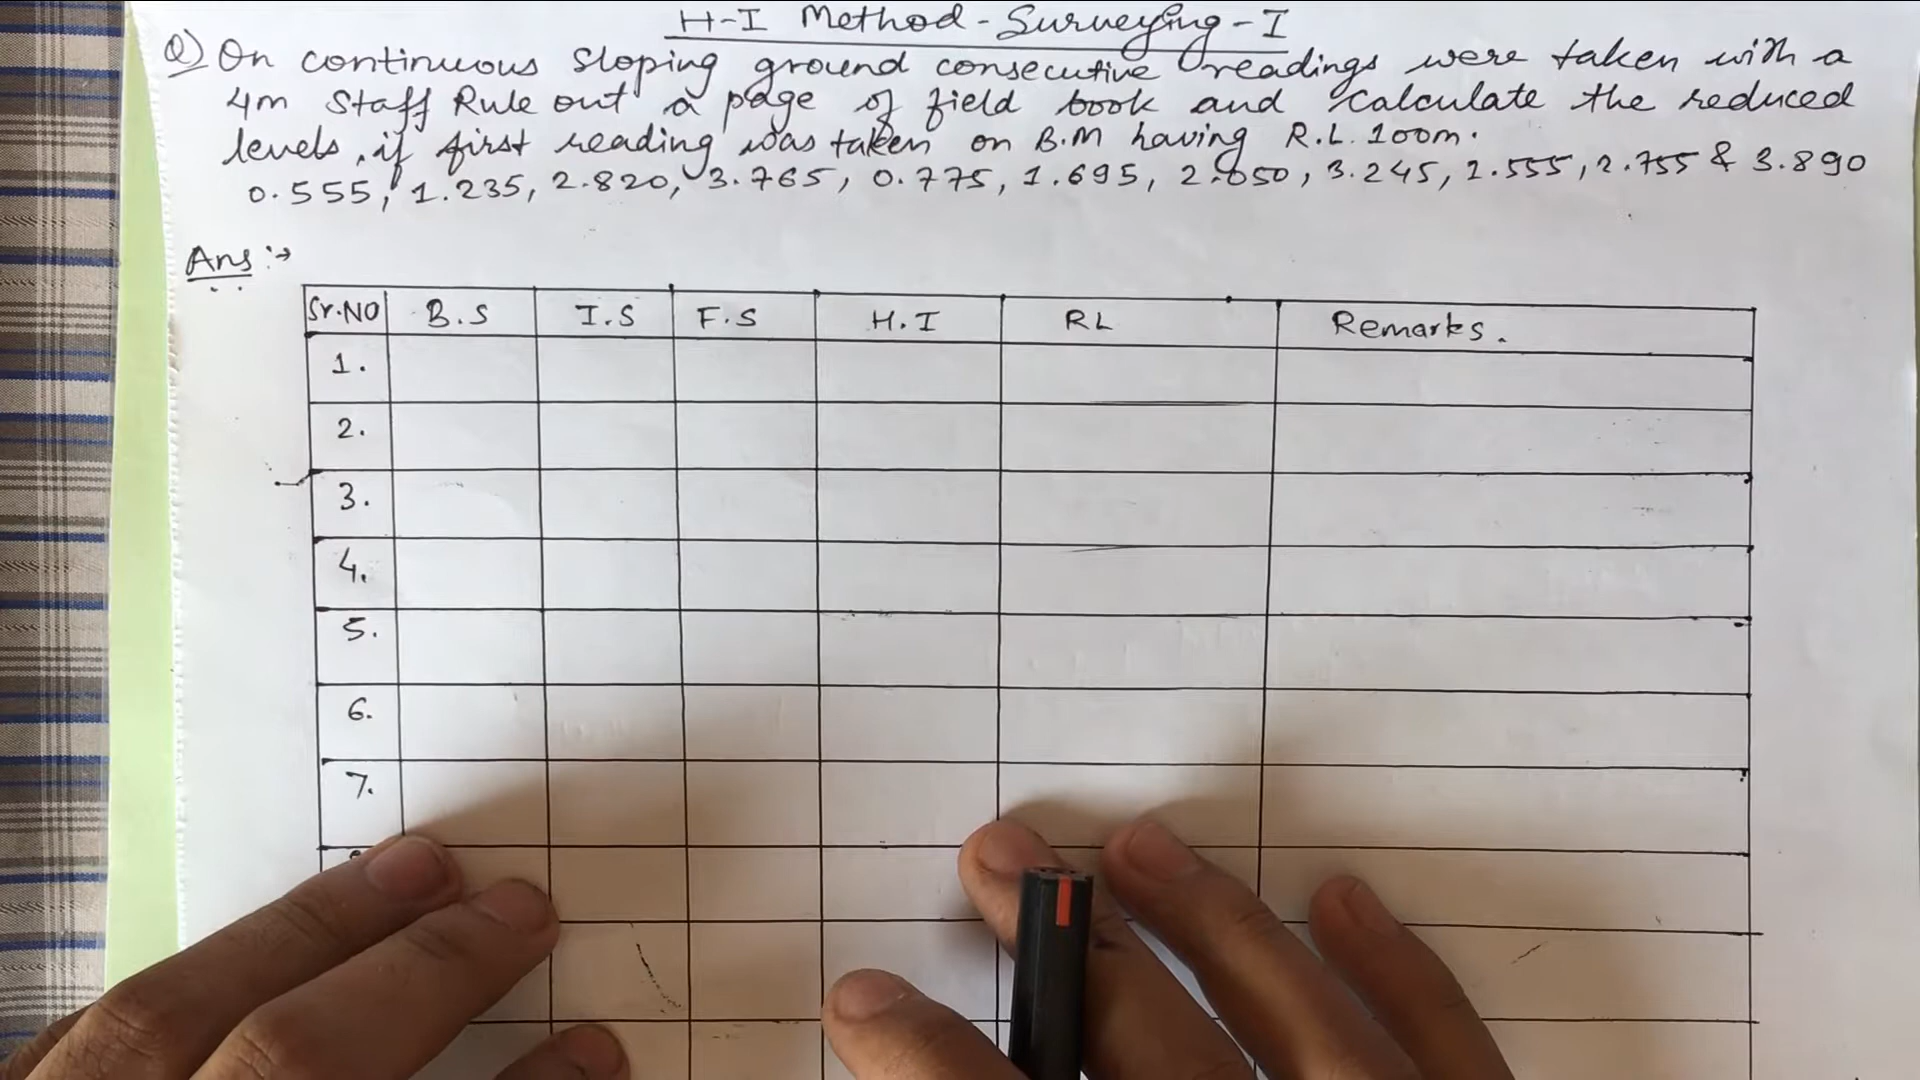 H-I Method - Surveying - I
Q) On continuous sloping ground consecutive readings were taken with a
4m Staff Rule out a page of field book and calculate the reduced
levels, if first reading was taken on B.M having R.L. 100m.
0.555, 1.235, 2.820, 3.765, 0.775, 1.695, 2.050, 3.245, 1.555, 2.755 & 3.890
Ans :→
Sr.NO B.S I.S F.S H.I RL Remarks.
1.
2.
3.
4.
5.
6.
7.